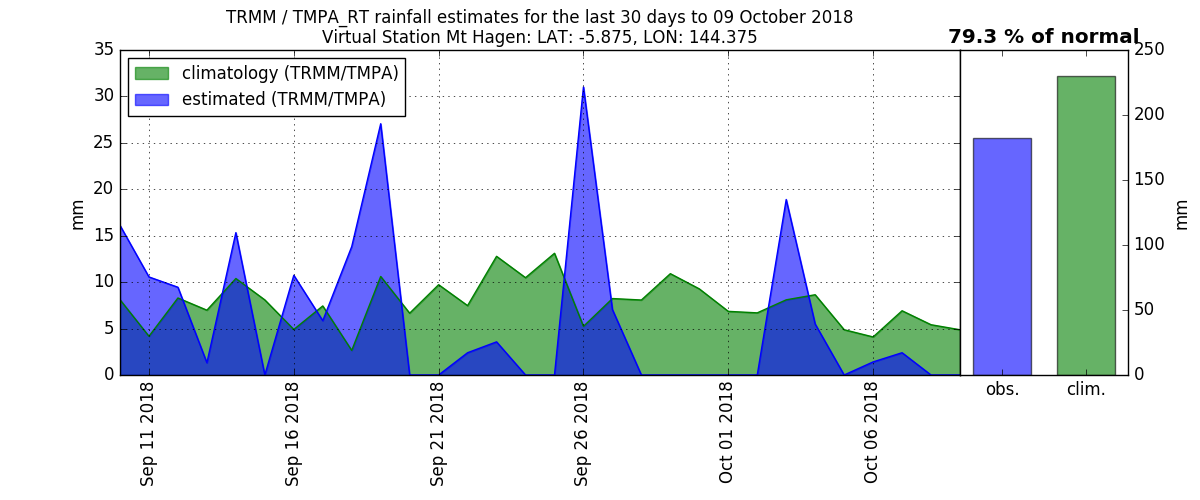 TRMM / TMPA_RT rainfall estimates for the last 30 days to 09 October 2018
Virtual Station Mt Hagen: LAT: -5.875, LON: 144.375
79.3 % of normal
climatology (TRMM/TMPA)
estimated (TRMM/TMPA)
35
30
25
20
15
10
5
0
mm
Sep 11 2018
Sep 16 2018
Sep 21 2018
Sep 26 2018
Oct 01 2018
Oct 06 2018
250
200
150
100
50
0
mm
obs.
clim.